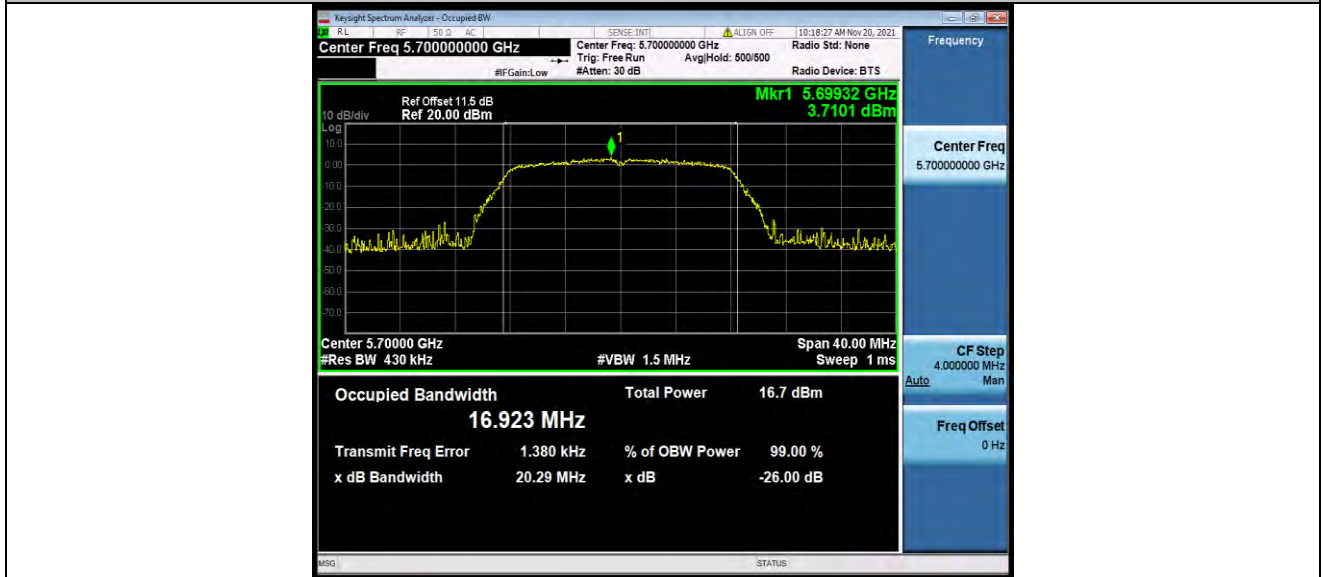 Keysight Spectrum Analyzer - Occupied BW
RL RF 50 Ω AC SENSE:INT ALIGN OFF 10:18:27 AM Nov 20, 2021
Center Freq 5.700000000 GHz
Center Freq: 5.700000000 GHz
Radio Std: None
Trig: Free Run Avg|Hold: 500/500
#IFGain:Low #Atten: 30 dB Radio Device: BTS
Frequency
Mkr1 5.69932 GHz
3.7101 dBm
Ref Offset 11.5 dB
10 dB/div Ref 20.00 dBm
Log
10.0
0.00
-10.0
-20.0
-30.0
-40.0
-50.0
-60.0
-70.0
1
Center 5.70000 GHz Span 40.00 MHz
#Res BW 430 kHz #VBW 1.5 MHz Sweep 1 ms
Occupied Bandwidth Total Power 16.7 dBm
16.923 MHz
Transmit Freq Error 1.380 kHz % of OBW Power 99.00 %
x dB Bandwidth 20.29 MHz x dB -26.00 dB
Center Freq
5.700000000 GHz
CF Step
4.000000 MHz
Auto Man
Freq Offset
0 Hz
MSG STATUS